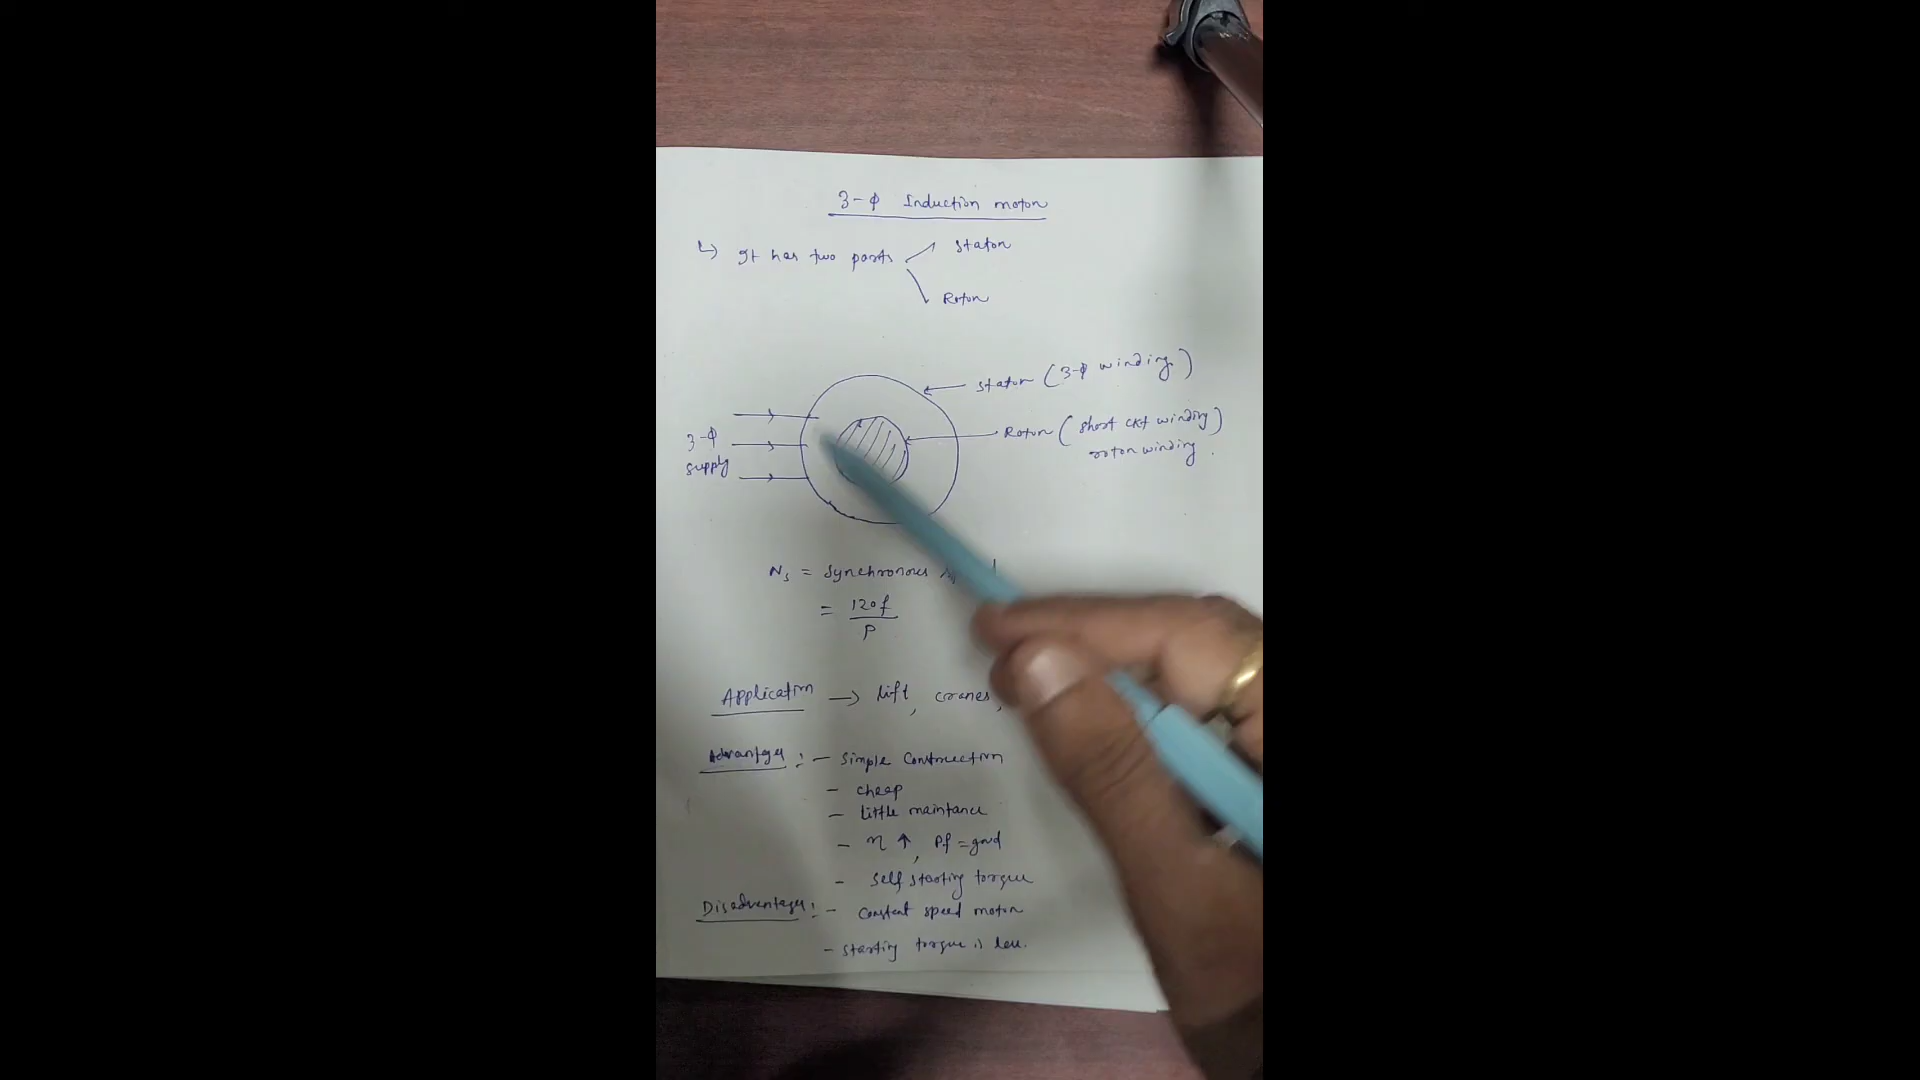 3-φ Induction motor
↳ It has two parts
Stator
Rotor
Stator (3-φ winding)
Rotor (short ckt winding)
rotor winding.
3-φ
supply
Ns = Synchronous
= 120f
P
Application → lift, cranes,
Advantages :- - Simple Construction
- cheap
- little maintance
- η ↑, Pf = good
- Self starting torque
Disadvantages :- - Constent speed motor
- starting torque is less.